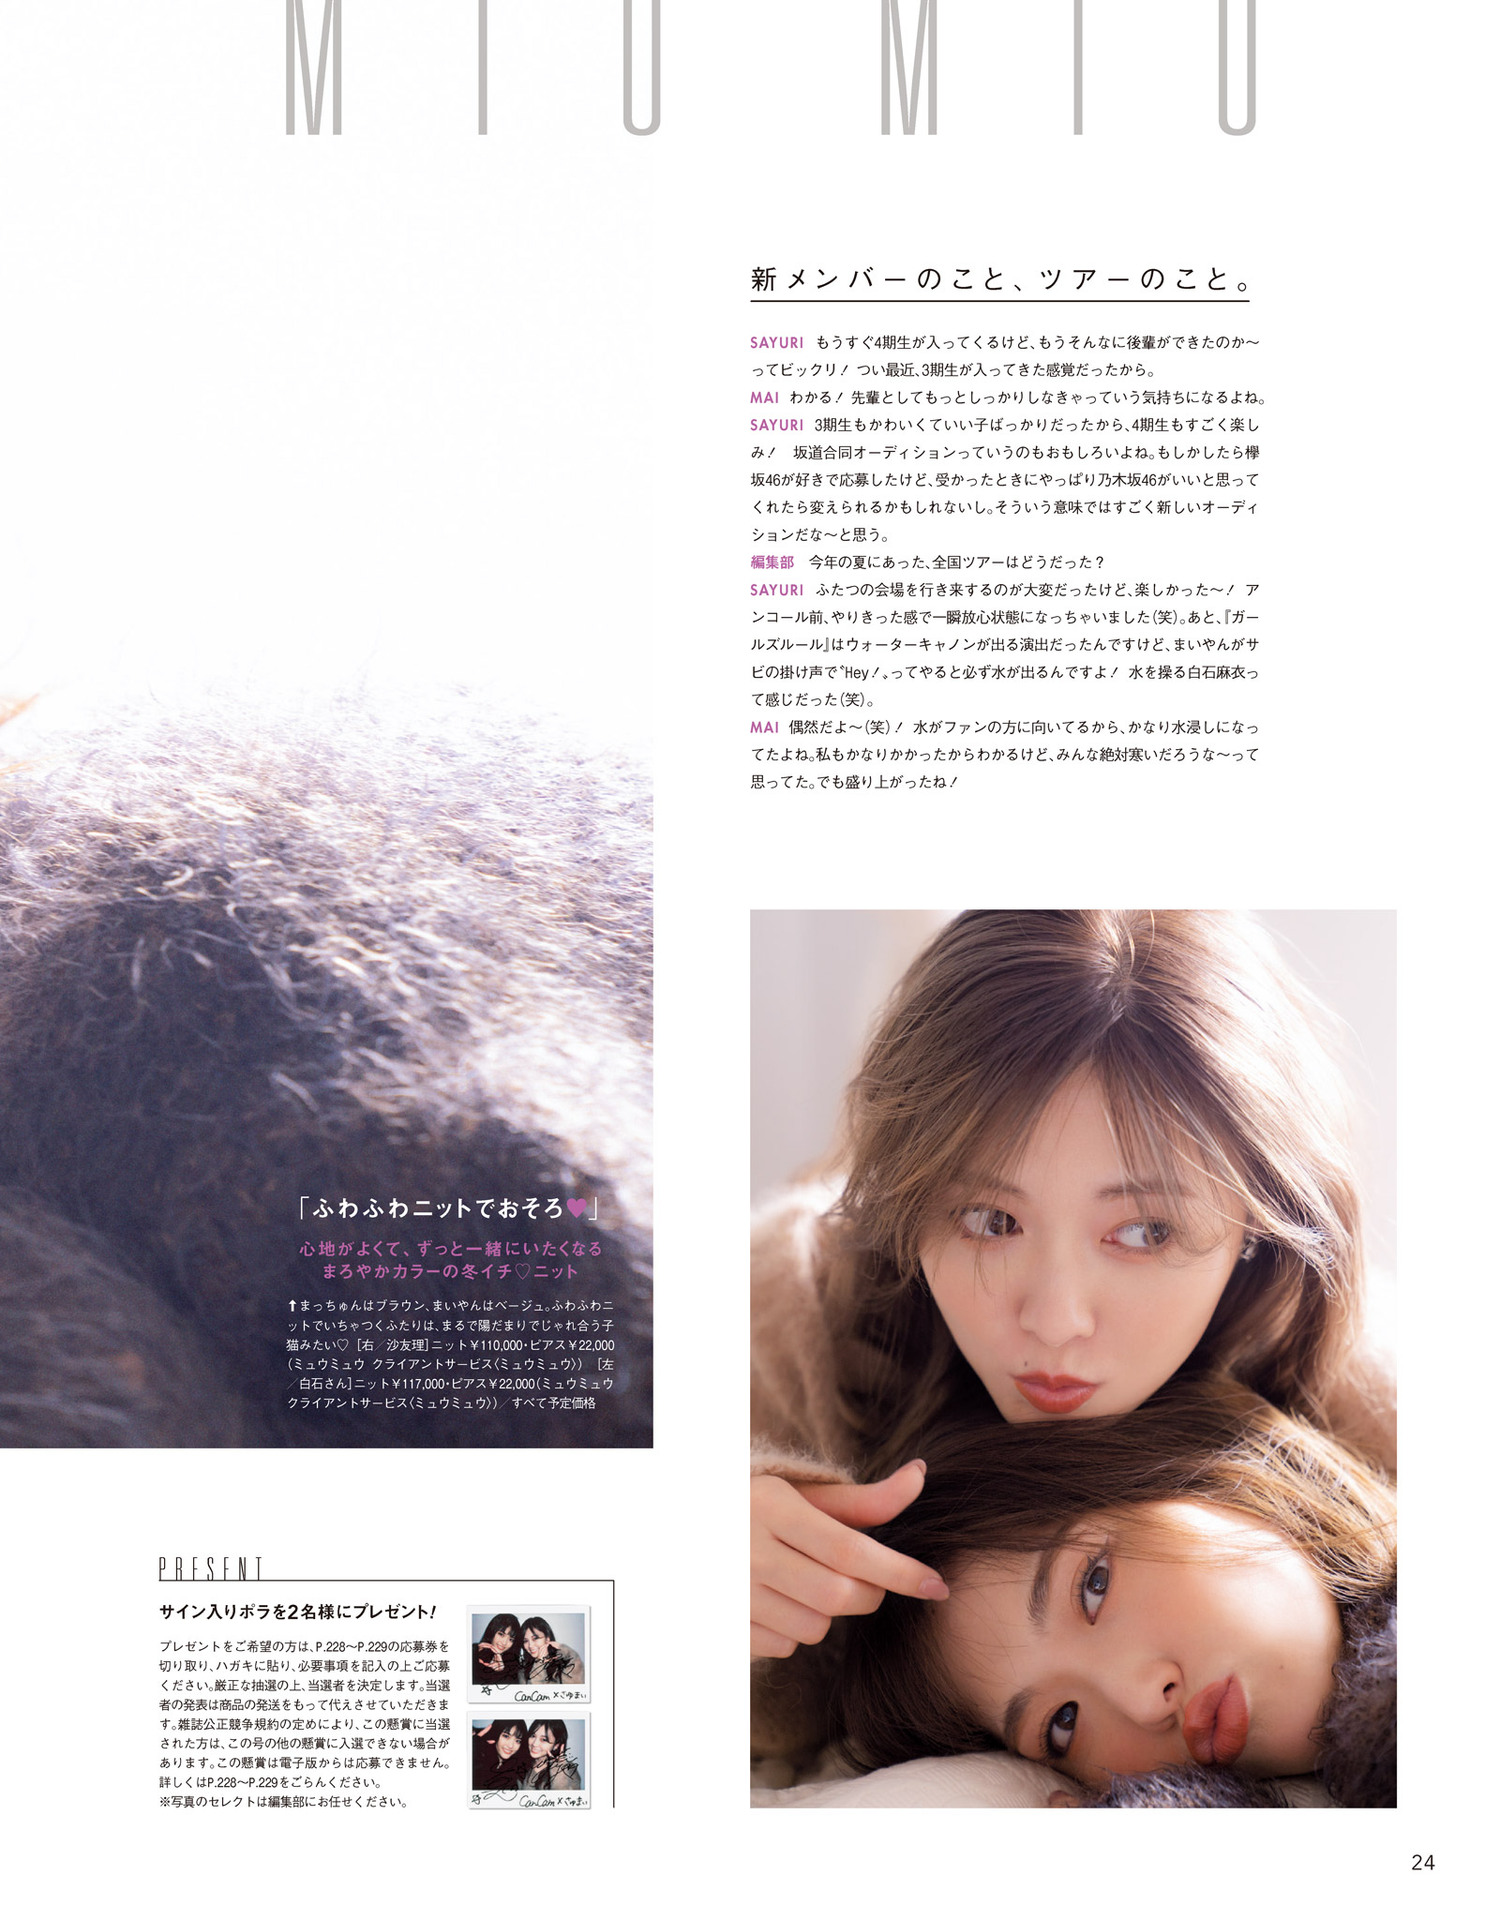 MIU MIU
新メンバーのこと、ツアーのこと。
SAYURI もうすぐ4期生が入ってくるけど、もうそんなに後輩ができたのか〜
ってビックリ！ つい最近、3期生が入ってきた感覚だったから。
MAI わかる！ 先輩としてもっとしっかりしなきゃっていう気持ちになるよね。
SAYURI 3期生もかわいくていい子ばっかりだったから、4期生もすごく楽し
み！ 坂道合同オーディションっていうのもおもしろいよね。もしかしたら欅
坂46が好きで応募したけど、受かったときにやっぱり乃木坂46がいいと思って
くれたら変えられるかもしれないし。そういう意味ではすごく新しいオーディ
ションだな〜と思う。
編集部 今年の夏にあった、全国ツアーはどうだった？
SAYURI ふたつの会場を行き来するのが大変だったけど、楽しかった〜！ ア
ンコール前、やりきった感で一瞬放心状態になっちゃいました（笑）。あと、『ガー
ルズルール』はウォーターキャノンが出る演出だったんですけど、まいやんがサ
ビの掛け声で〝Hey！〟ってやると必ず水が出るんですよ！ 水を操る白石麻衣っ
て感じだった（笑）。
MAI 偶然だよ〜（笑）！ 水がファンの方に向いてるから、かなり水浸しになっ
てたよね。私もかなりかかったからわかるけど、みんな絶対寒いだろうな〜って
思ってた。でも盛り上がったね！
「ふわふわニットでおそろ♥」
心地がよくて、ずっと一緒にいたくなる
まろやかカラーの冬イチ♡ニット
⬆まっちゅんはブラウン、まいやんはベージュ。ふわふわニ
ットでいちゃつくふたりは、まるで陽だまりでじゃれ合う子
猫みたい♡ ［右／沙友理］ニット￥110,000・ピアス￥22,000
（ミュウミュウ クライアントサービス〈ミュウミュウ〉） ［左
／白石さん］ニット￥117,000・ピアス￥22,000（ミュウミュウ
クライアントサービス〈ミュウミュウ〉）／すべて予定価格
PRESENT
サイン入りポラを2名様にプレゼント！
プレゼントをご希望の方は、P.228〜P.229の応募券を
切り取り、ハガキに貼り、必要事項を記入の上ご応募
ください。厳正な抽選の上、当選者を決定します。当選
者の発表は商品の発送をもって代えさせていただきま
す。雑誌公正競争規約の定めにより、この懸賞に当選
された方は、この号の他の懸賞に入選できない場合が
あります。この懸賞は電子版からは応募できません。
詳しくはP.228〜P.229をごらんください。
※写真のセレクトは編集部にお任せください。
CanCam×さゆまい
CanCam×さゆまい
24